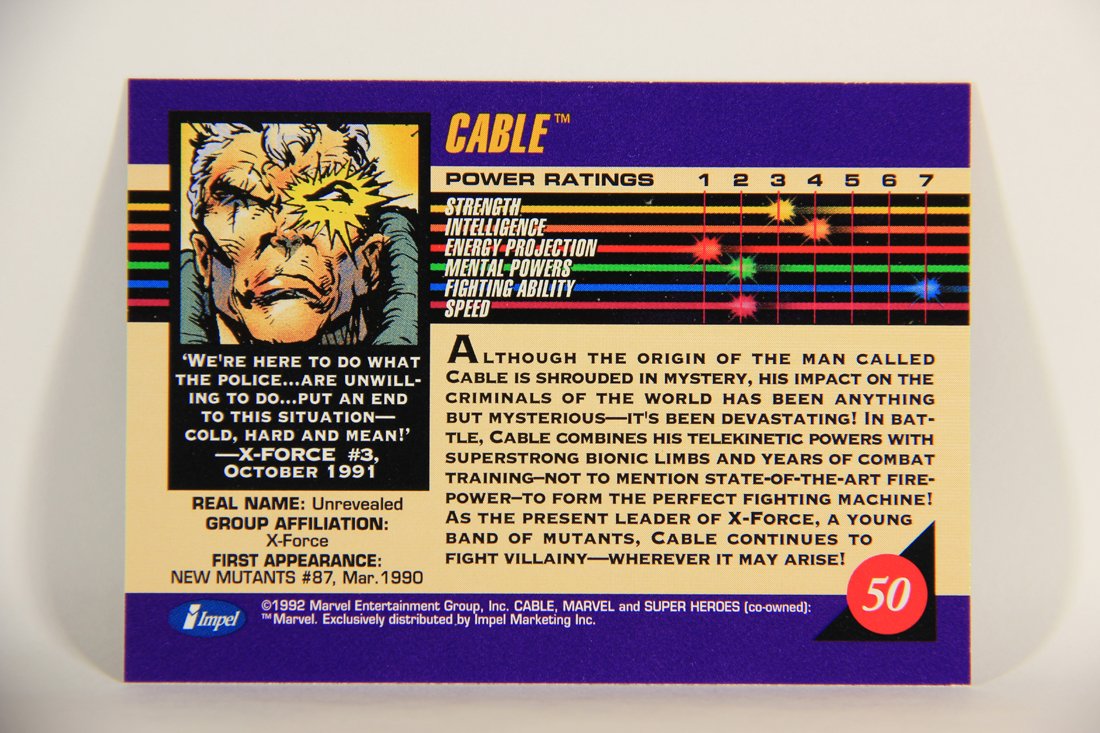 CABLE™
POWER RATINGS 1 2 3 4 5 6 7
STRENGTH
INTELLIGENCE
ENERGY PROJECTION
MENTAL POWERS
FIGHTING ABILITY
SPEED
'WE'RE HERE TO DO WHAT
THE POLICE...ARE UNWILL-
ING TO DO...PUT AN END
TO THIS SITUATION—
COLD, HARD AND MEAN!'
—X-FORCE #3,
OCTOBER 1991
REAL NAME: Unrevealed
GROUP AFFILIATION:
X-Force
FIRST APPEARANCE:
NEW MUTANTS #87, Mar.1990
ALTHOUGH THE ORIGIN OF THE MAN CALLED
CABLE IS SHROUDED IN MYSTERY, HIS IMPACT ON THE
CRIMINALS OF THE WORLD HAS BEEN ANYTHING
BUT MYSTERIOUS—IT'S BEEN DEVASTATING! IN BAT-
TLE, CABLE COMBINES HIS TELEKINETIC POWERS WITH
SUPERSTRONG BIONIC LIMBS AND YEARS OF COMBAT
TRAINING—NOT TO MENTION STATE-OF-THE-ART FIRE-
POWER—TO FORM THE PERFECT FIGHTING MACHINE!
AS THE PRESENT LEADER OF X-FORCE, A YOUNG
BAND OF MUTANTS, CABLE CONTINUES TO
FIGHT VILLAINY—WHEREVER IT MAY ARISE!
50
Impel
©1992 Marvel Entertainment Group, Inc. CABLE, MARVEL and SUPER HEROES (co-owned):
™Marvel. Exclusively distributed by Impel Marketing Inc.